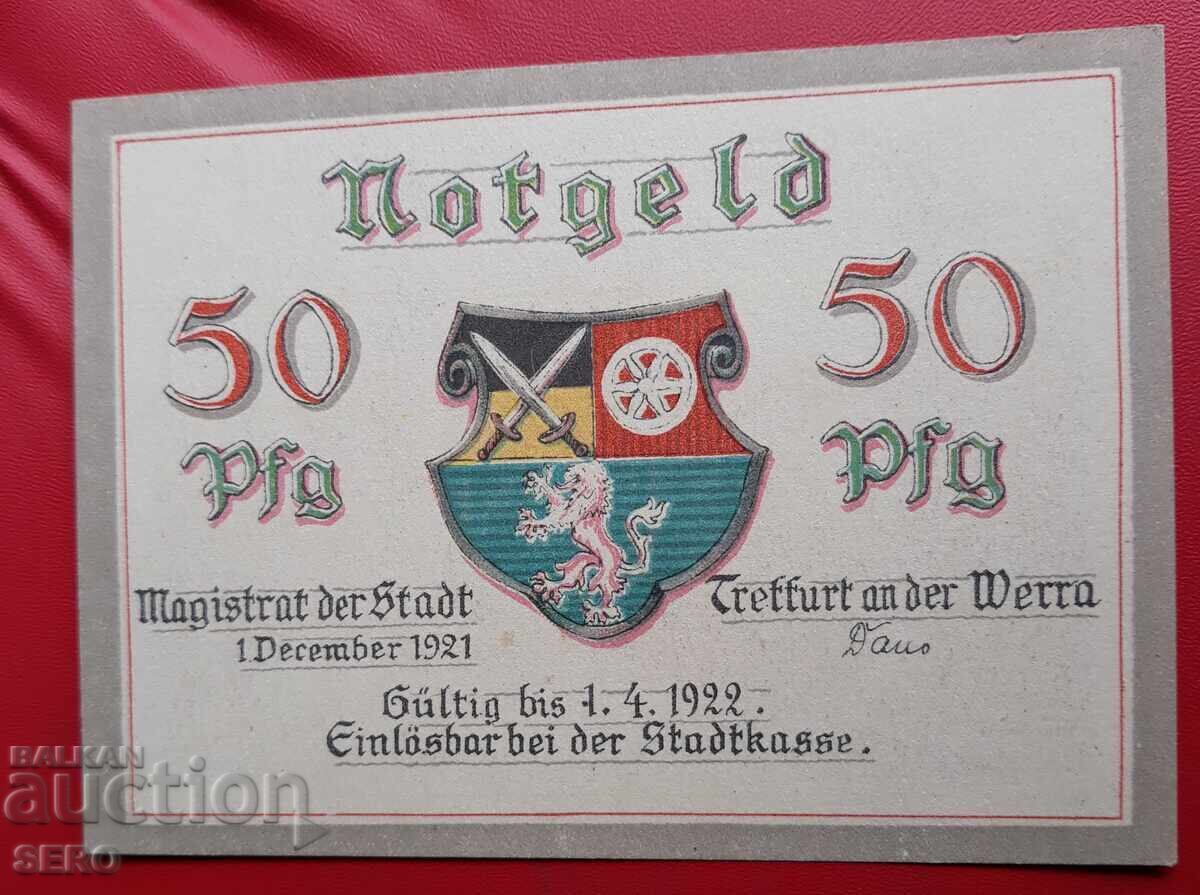 Notgeld
50 50
Pfg Pfg
Magistrat der Stadt Treffurt an der Werra
1. December 1921
Gültig bis 1. 4. 1922.
Einlösbar bei der Stadtkasse.
BALKAN
auction
SERO